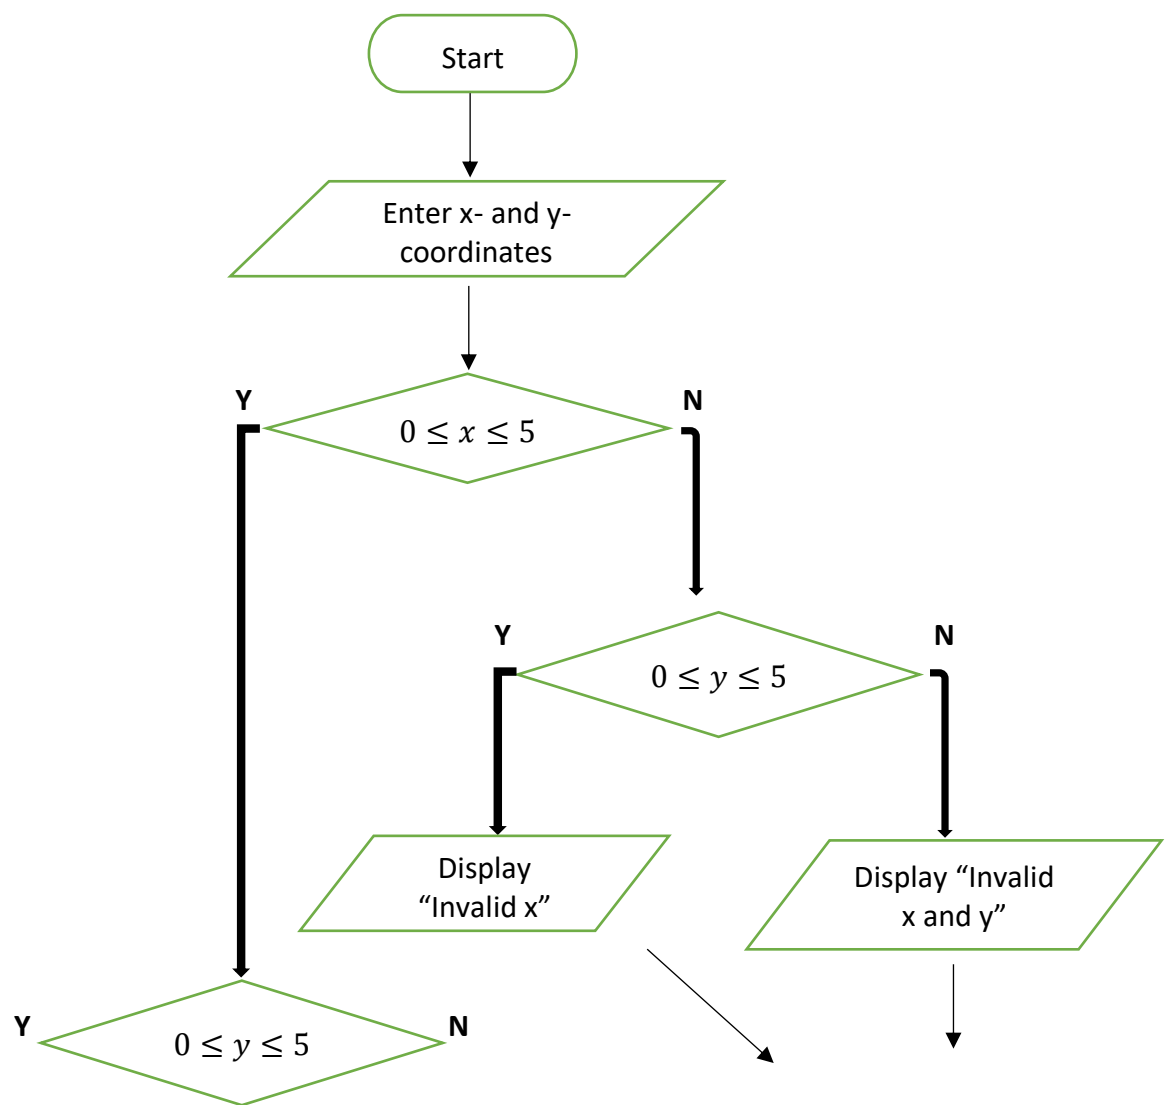 Start
Enter x- and y-
coordinates
Y
N
0 ≤ x ≤ 5
Y
N
0 ≤ y ≤ 5
Display
“Invalid x”
Display “Invalid
x and y”
Y
N
0 ≤ y ≤ 5